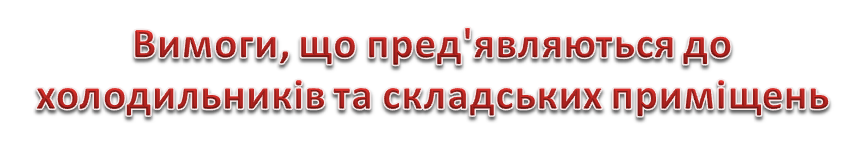 Вимоги, що пред'являються до
холодильників та складських приміщень